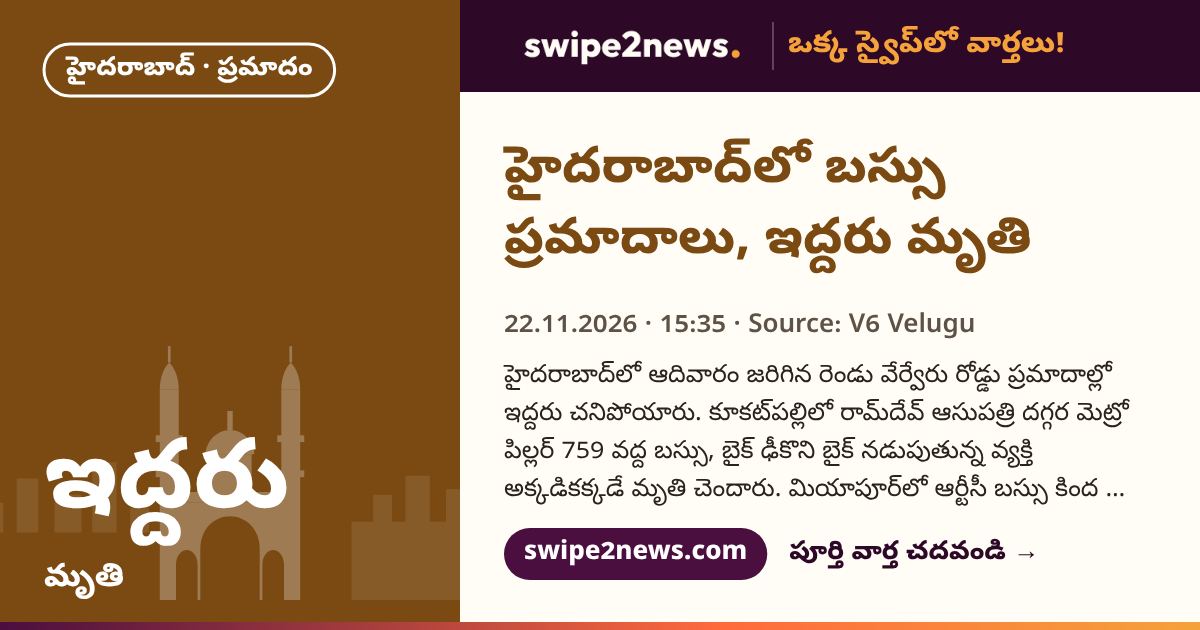 హైదరాబాద్ · ప్రమాదం
ఇద్దరు
మృతి
swipe2news.
ఒక్క స్వైప్‌లో వార్తలు!
హైదరాబాద్‌లో బస్సు
ప్రమాదాలు, ఇద్దరు మృతి
22.11.2026 · 15:35 · Source: V6 Velugu
హైదరాబాద్‌లో ఆదివారం జరిగిన రెండు వేర్వేరు రోడ్డు ప్రమాదాల్లో
ఇద్దరు చనిపోయారు. కూకట్‌పల్లిలో రామ్‌దేవ్ ఆసుపత్రి దగ్గర మెట్రో
పిల్లర్ 759 వద్ద బస్సు, బైక్ ఢీకొని బైక్ నడుపుతున్న వ్యక్తి
అక్కడికక్కడే మృతి చెందారు. మియాపూర్‌లో ఆర్టీసీ బస్సు కింద ...
swipe2news.com
పూర్తి వార్త చదవండి →